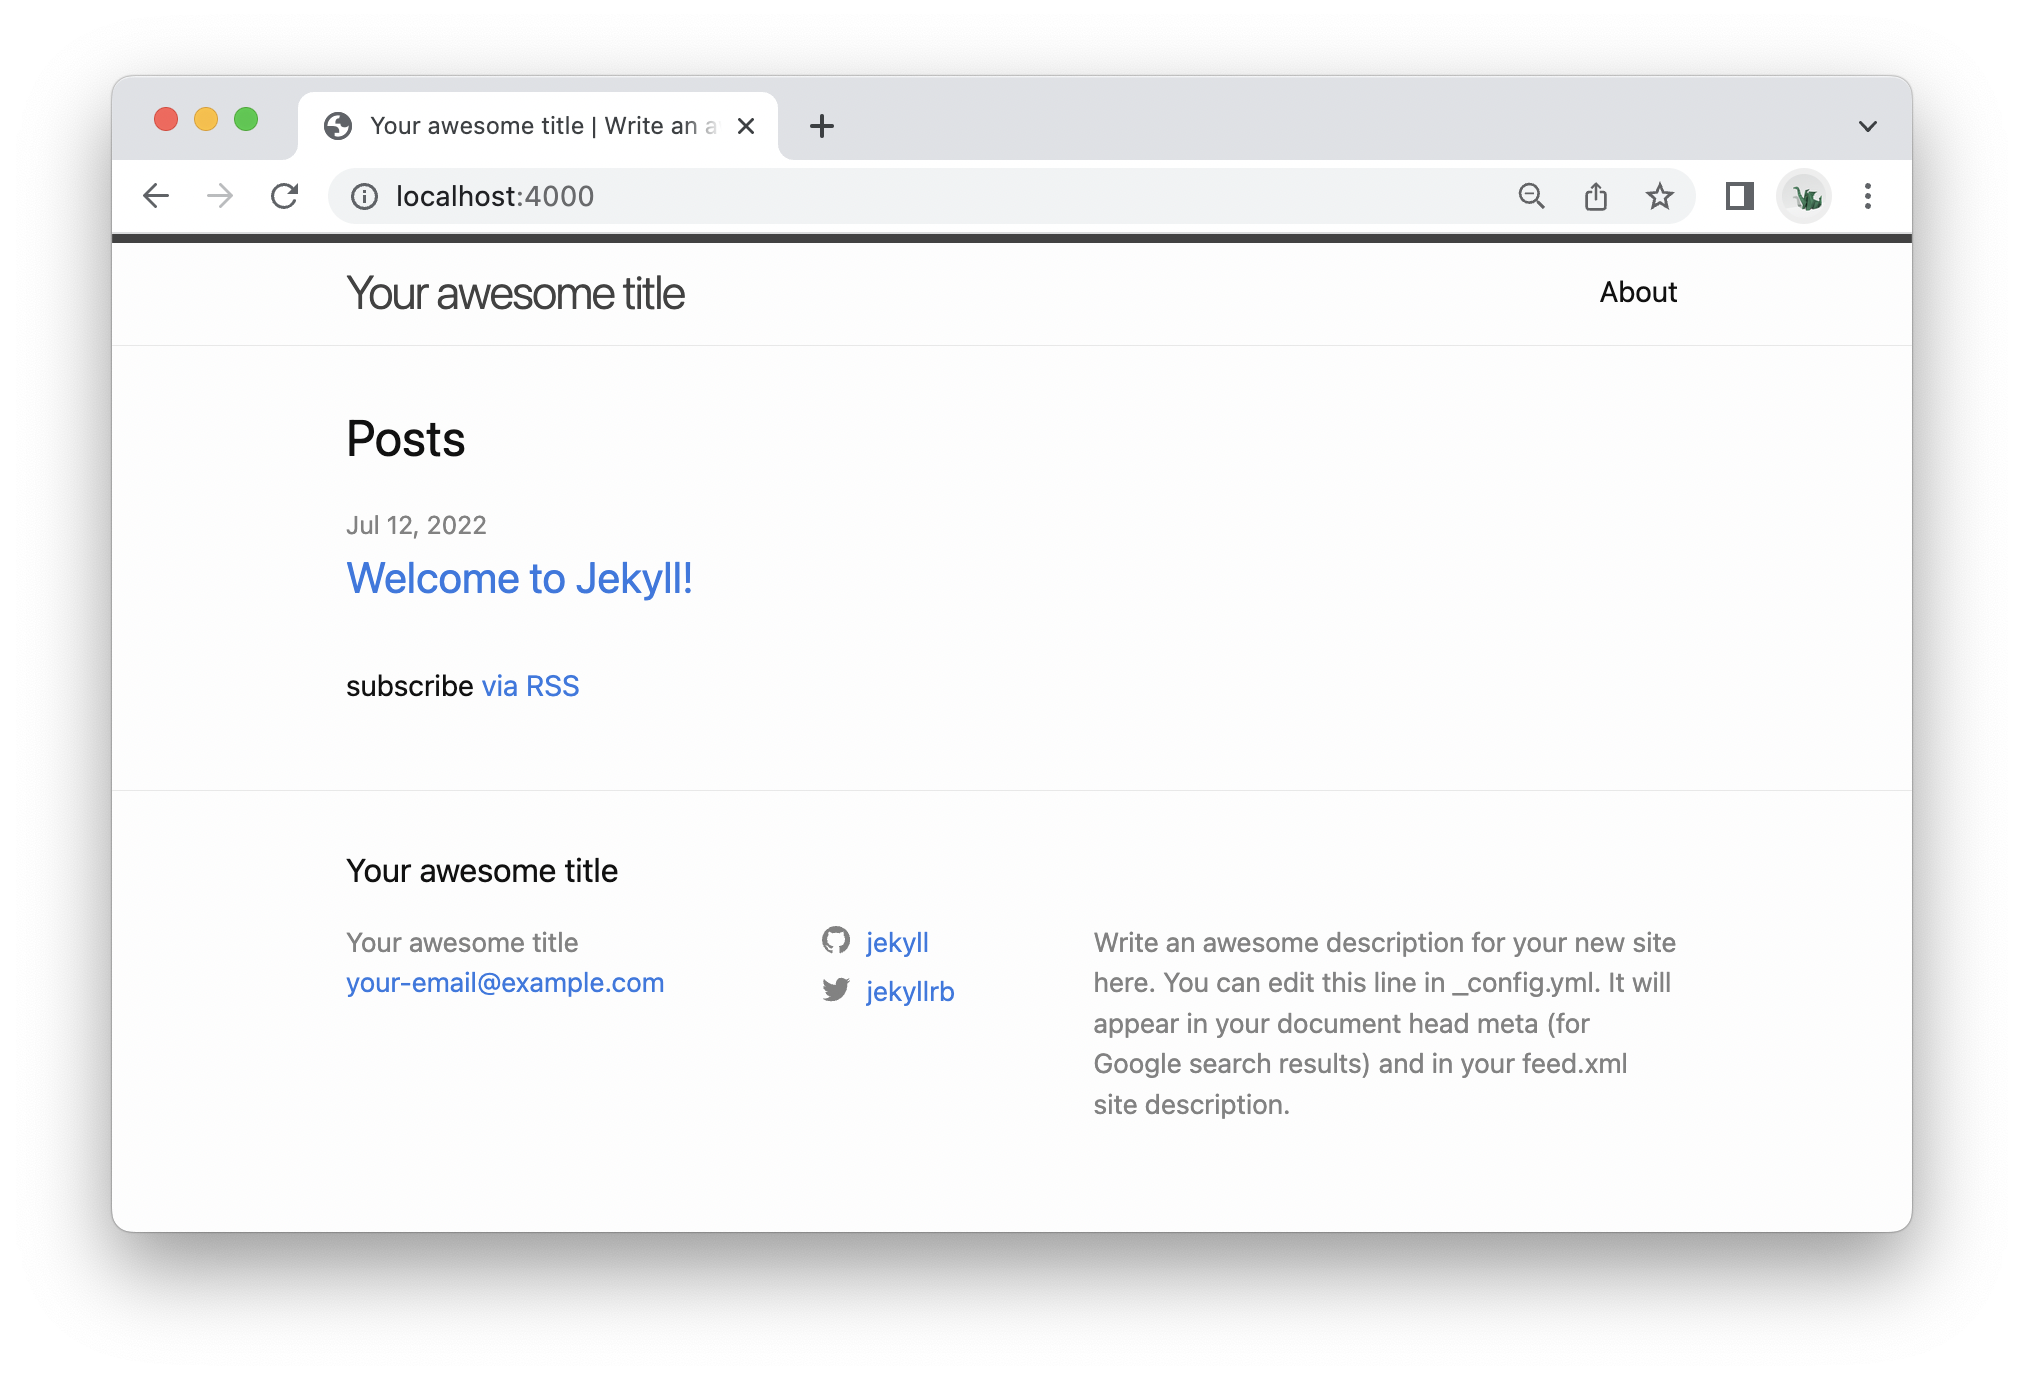 Your awesome title | Write an a
localhost:4000
Your awesome title
About
Posts
Jul 12, 2022
Welcome to Jekyll!
subscribe via RSS
Your awesome title
Your awesome title
your-email@example.com
jekyll
jekyllrb
Write an awesome description for your new site
here. You can edit this line in _config.yml. It will
appear in your document head meta (for
Google search results) and in your feed.xml
site description.